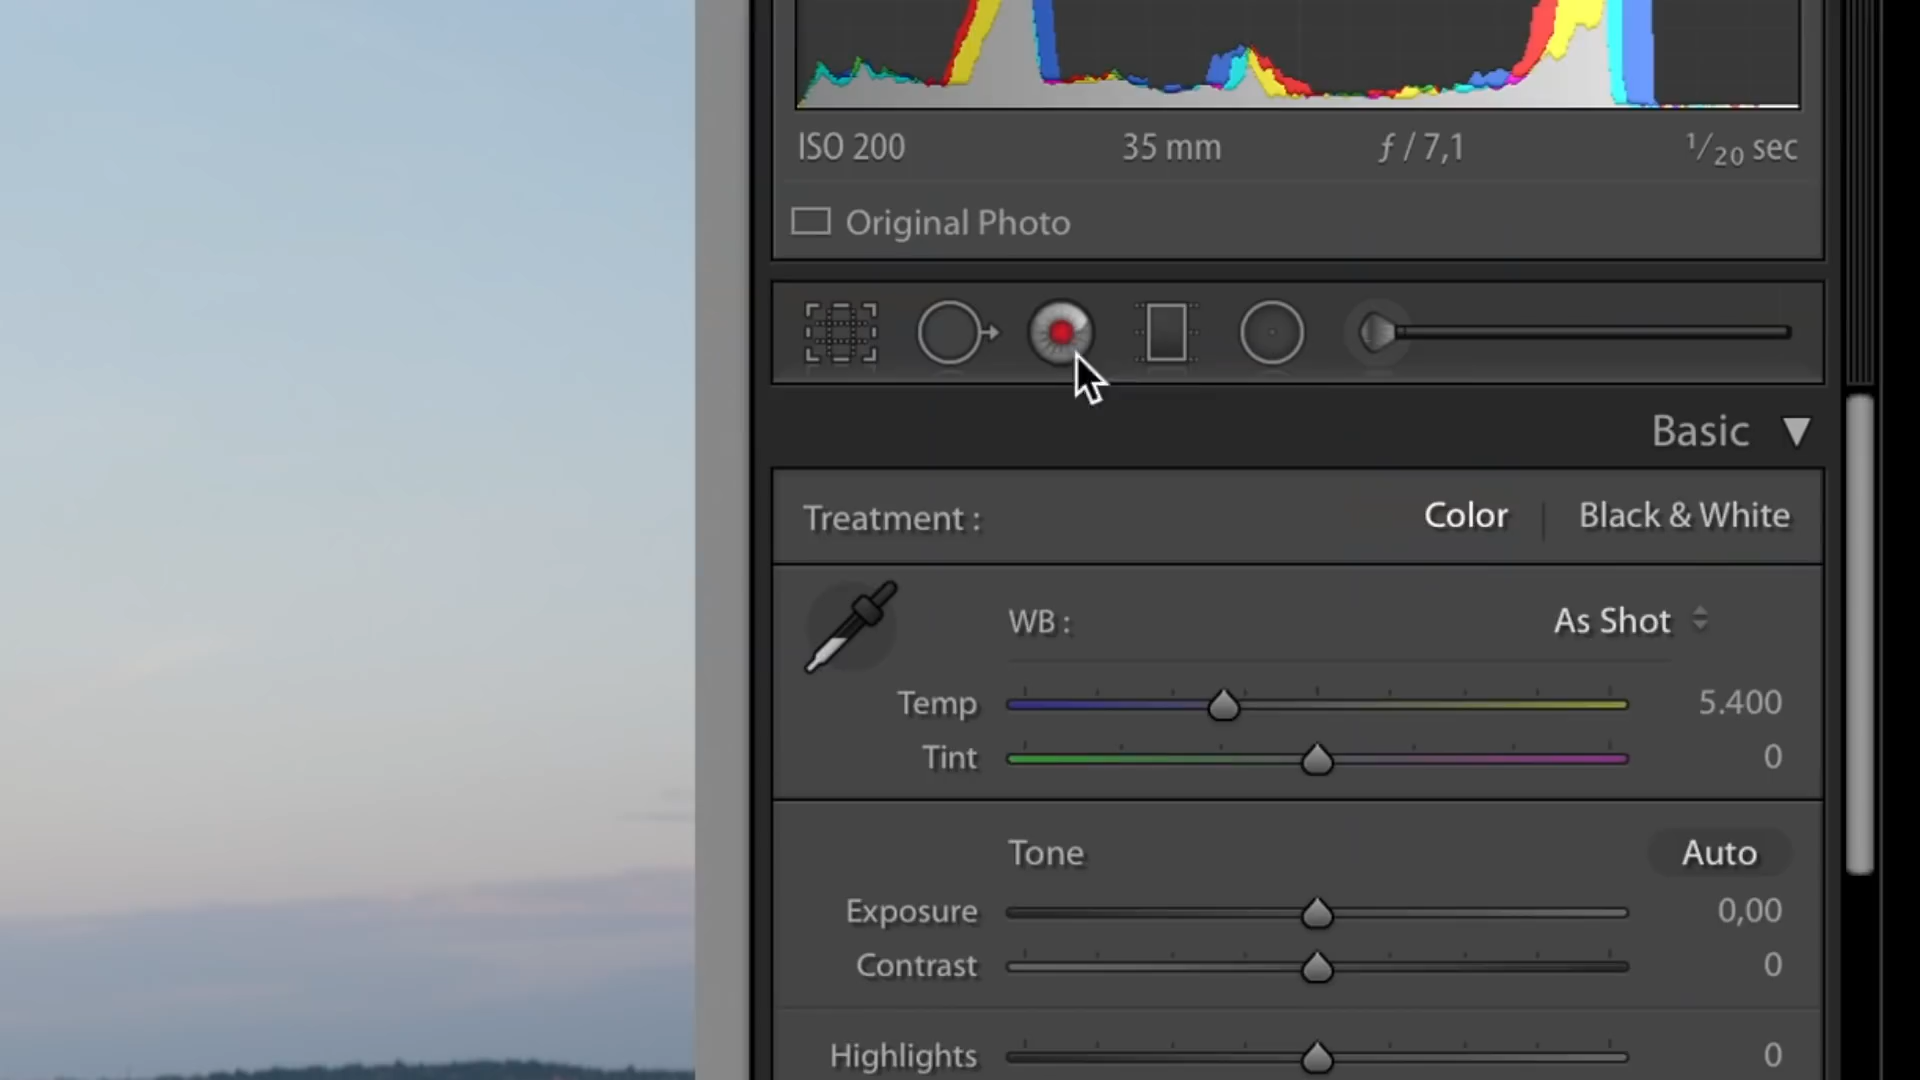 ISO 200 35 mm ƒ / 7,1 1/20 sec
Original Photo
Basic
Treatment : Color Black & White
WB : As Shot
Temp 5.400
Tint 0
Tone Auto
Exposure 0,00
Contrast 0
Highlights 0